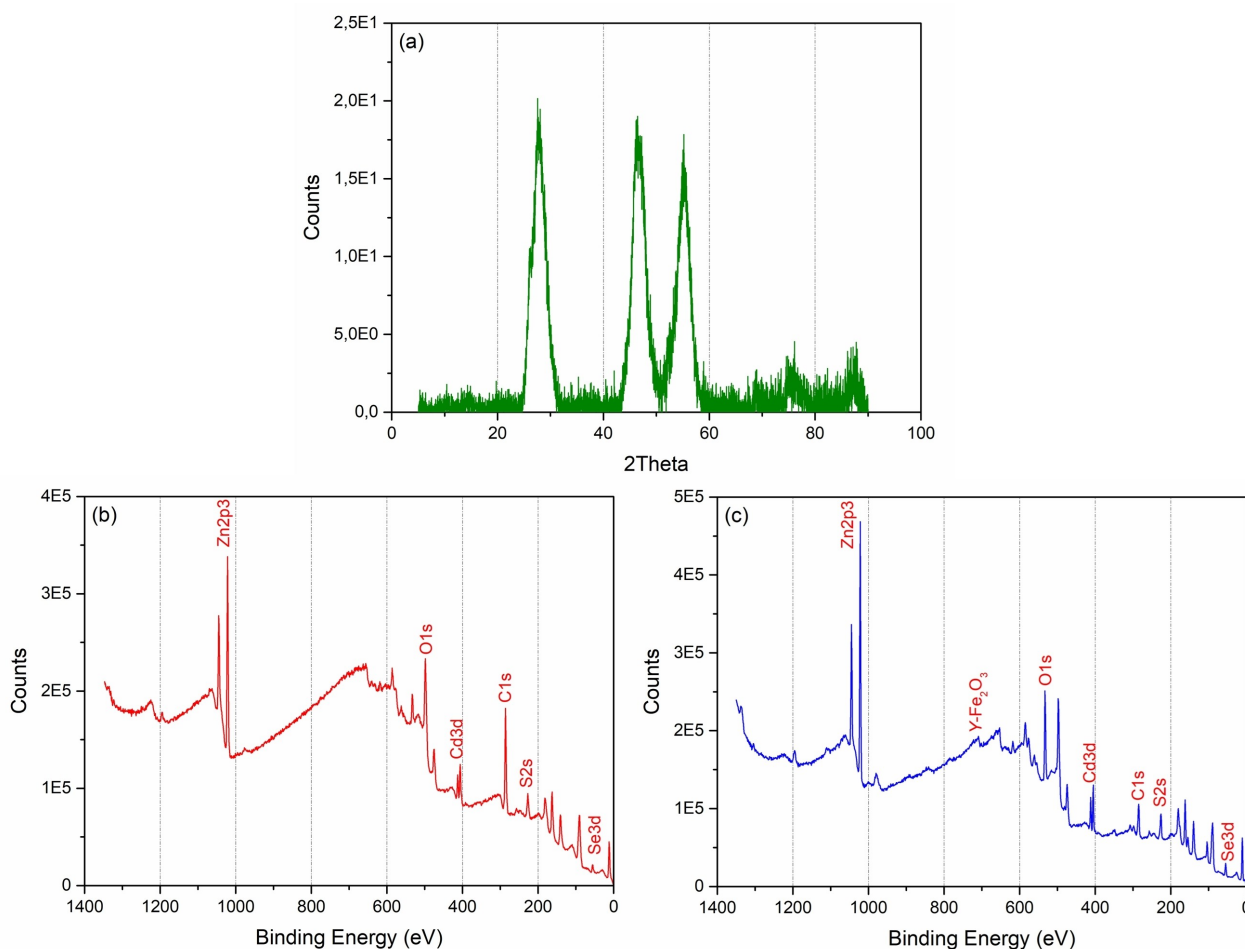 (a)
2,5E1
2,0E1
1,5E1
1,0E1
5,0E0
0,0
Counts
0 20 40 60 80 100
2Theta
(b)
4E5
3E5
2E5
1E5
0
Counts
Zn2p3
O1s
Cd3d
C1s
S2s
Se3d
1400 1200 1000 800 600 400 200 0
Binding Energy (eV)
(c)
5E5
4E5
3E5
2E5
1E5
0
Counts
Zn2p3
Y-Fe2O3
O1s
Cd3d
C1s
S2s
Se3d
1400 1200 1000 800 600 400 200 0
Binding Energy (eV)